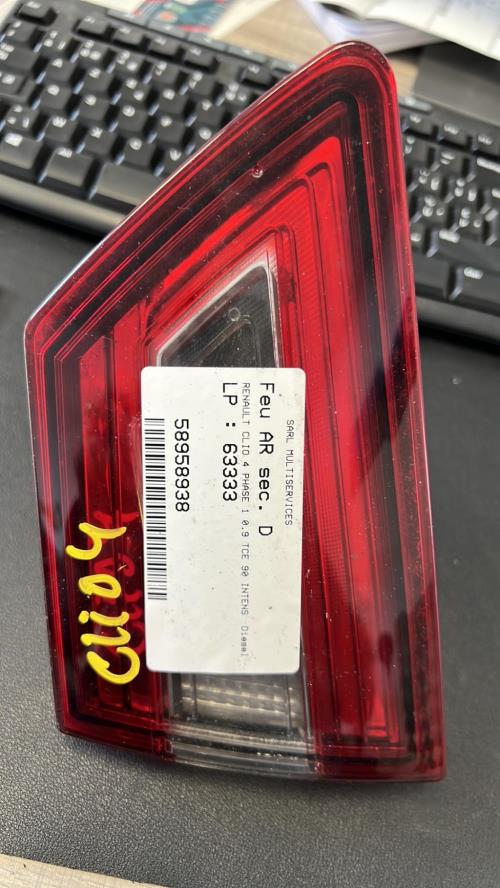 SARL MULTISERVICES
Feu AR sec. D
RENAULT CLIO 4 PHASE 1 0.9 TCE 90 INTENS Diesel
LP : 63333
58958938
CLiO4